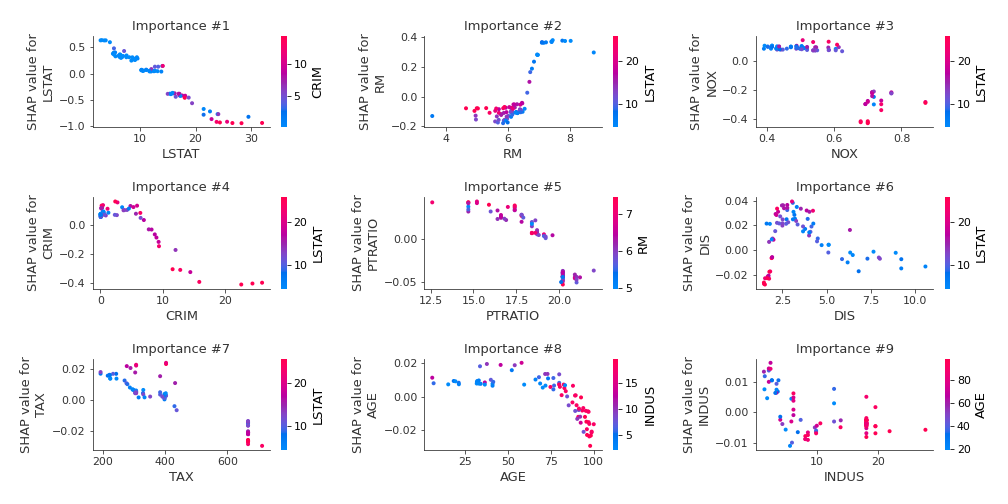 Importance #1
SHAP value for
LSTAT
0.5
0.0
−0.5
−1.0
10
20
30
LSTAT
10
5
CRIM
Importance #2
SHAP value for
RM
0.4
0.2
0.0
−0.2
4
6
8
RM
20
10
LSTAT
Importance #3
SHAP value for
NOX
0.0
−0.2
−0.4
0.4
0.6
0.8
NOX
20
10
LSTAT
Importance #4
SHAP value for
CRIM
0.0
−0.2
−0.4
0
10
20
CRIM
20
10
LSTAT
Importance #5
SHAP value for
PTRATIO
0.00
−0.05
12.5
15.0
17.5
20.0
PTRATIO
7
6
5
RM
Importance #6
SHAP value for
DIS
0.04
0.02
0.00
−0.02
2.5
5.0
7.5
10.0
DIS
20
10
LSTAT
Importance #7
SHAP value for
TAX
0.02
0.00
−0.02
200
400
600
TAX
20
10
LSTAT
Importance #8
SHAP value for
AGE
0.02
0.00
−0.02
25
50
75
100
AGE
15
10
5
INDUS
Importance #9
SHAP value for
INDUS
0.01
0.00
−0.01
10
20
INDUS
80
60
40
20
AGE